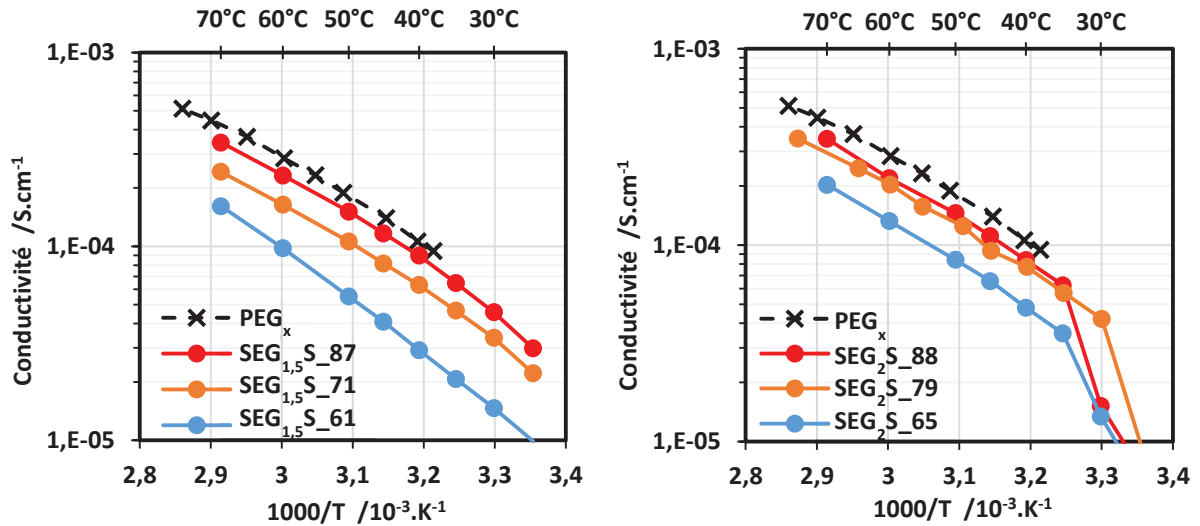 70°C 60°C 50°C 40°C 30°C
1,E-03
1,E-04
1,E-05
Conductivité /S.cm⁻¹
PEGₓ
SEG₁,₅S_87
SEG₁,₅S_71
SEG₁,₅S_61
2,8 2,9 3 3,1 3,2 3,3 3,4
1000/T /10⁻³.K⁻¹
70°C 60°C 50°C 40°C 30°C
1,E-03
1,E-04
1,E-05
Conductivité /S.cm⁻¹
PEGₓ
SEG₂S_88
SEG₂S_79
SEG₂S_65
2,8 2,9 3 3,1 3,2 3,3 3,4
1000/T /10⁻³.K⁻¹